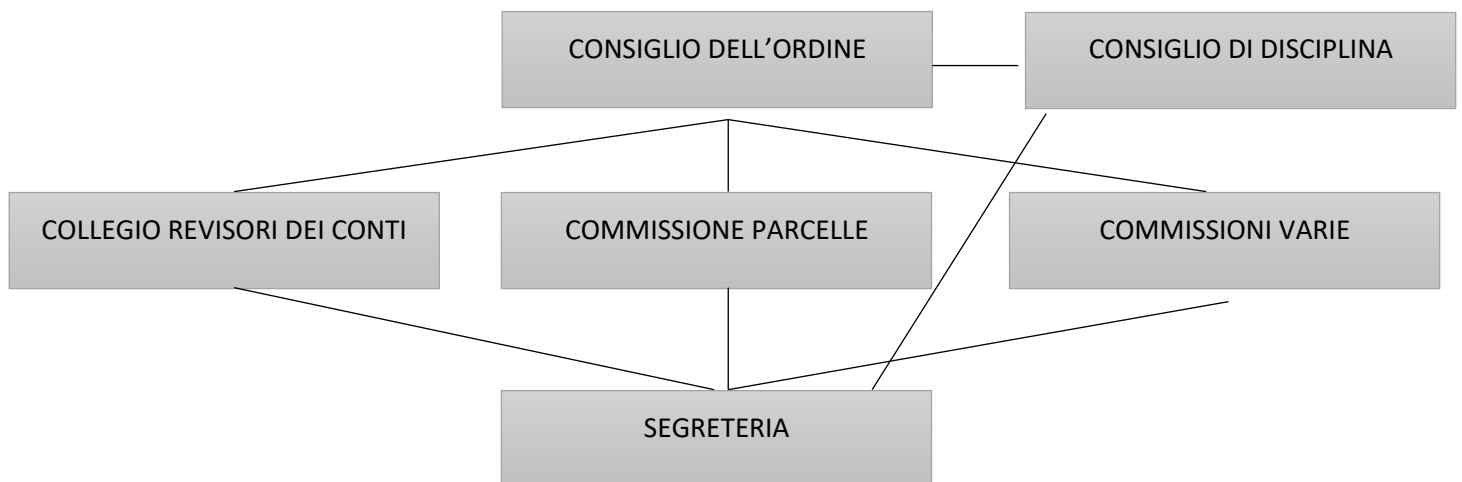 CONSIGLIO DELL’ORDINE
CONSIGLIO DI DISCIPLINA
COLLEGIO REVISORI DEI CONTI
COMMISSIONE PARCELLE
COMMISSIONI VARIE
SEGRETERIA